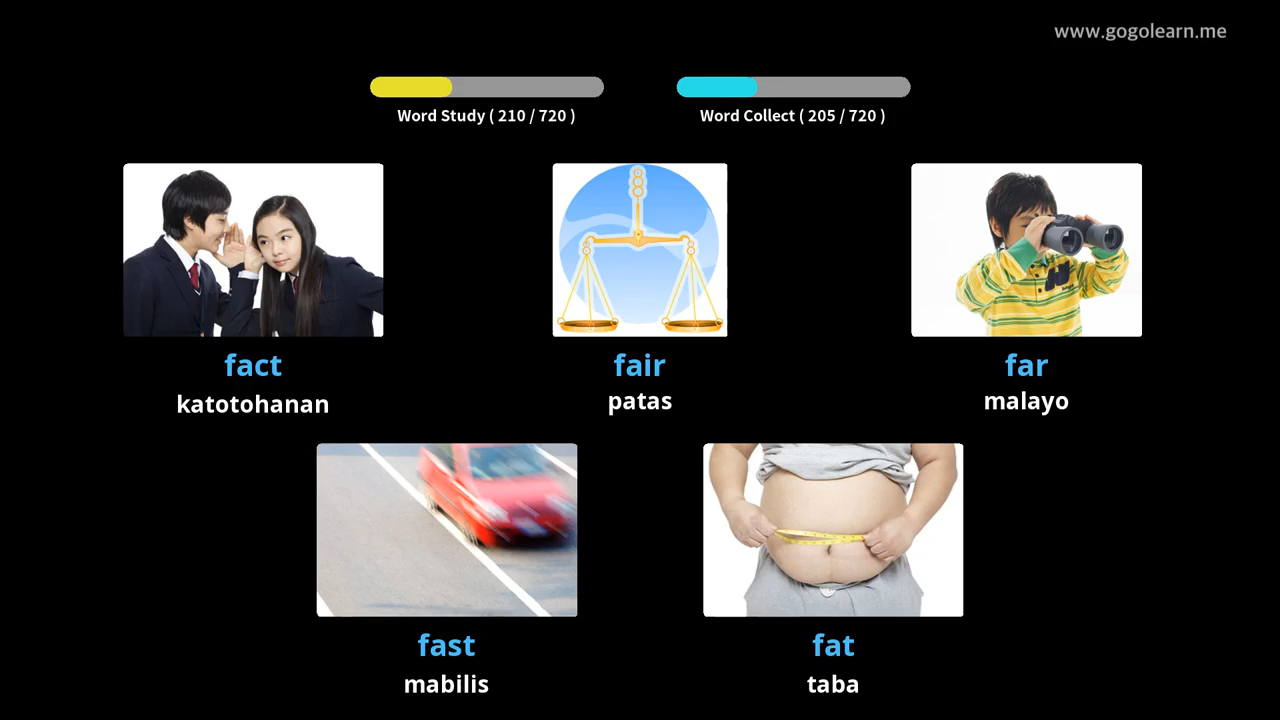 www.gogolearn.me
Word Study ( 210 / 720 )
Word Collect ( 205 / 720 )
fact
katotohanan
fair
patas
far
malayo
fast
mabilis
fat
taba